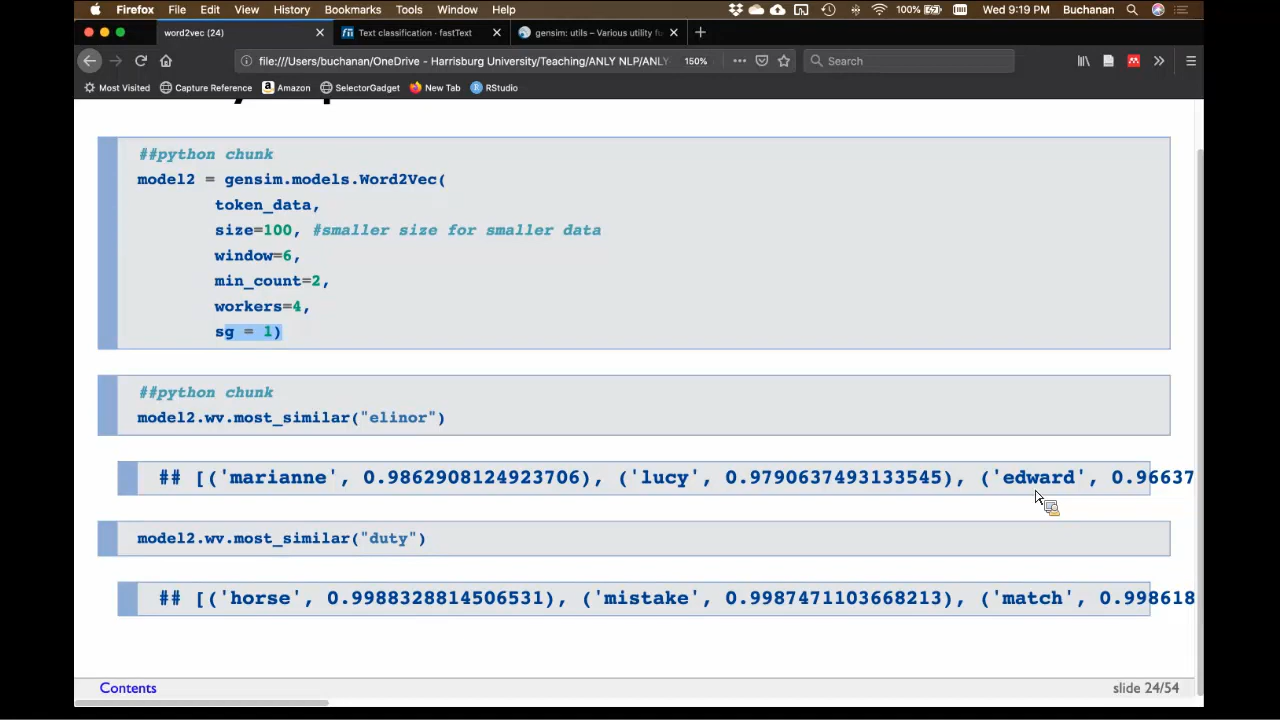 Firefox File Edit View History Bookmarks Tools Window Help 100% Wed 9:19 PM Buchanan
word2vec (24) Text classification · fastText gensim: utils – Various utility fu
file:///Users/buchanan/OneDrive - Harrisburg University/Teaching/ANLY NLP/ANLY 150% Search
Most Visited Capture Reference Amazon SelectorGadget New Tab RStudio
##python chunk
model2 = gensim.models.Word2Vec(
token_data,
size=100, #smaller size for smaller data
window=6,
min_count=2,
workers=4,
sg = 1)
##python chunk
model2.wv.most_similar("elinor")
## [('marianne', 0.9862908124923706), ('lucy', 0.9790637493133545), ('edward', 0.96637
model2.wv.most_similar("duty")
## [('horse', 0.9988328814506531), ('mistake', 0.9987471103668213), ('match', 0.998618
Contents slide 24/54